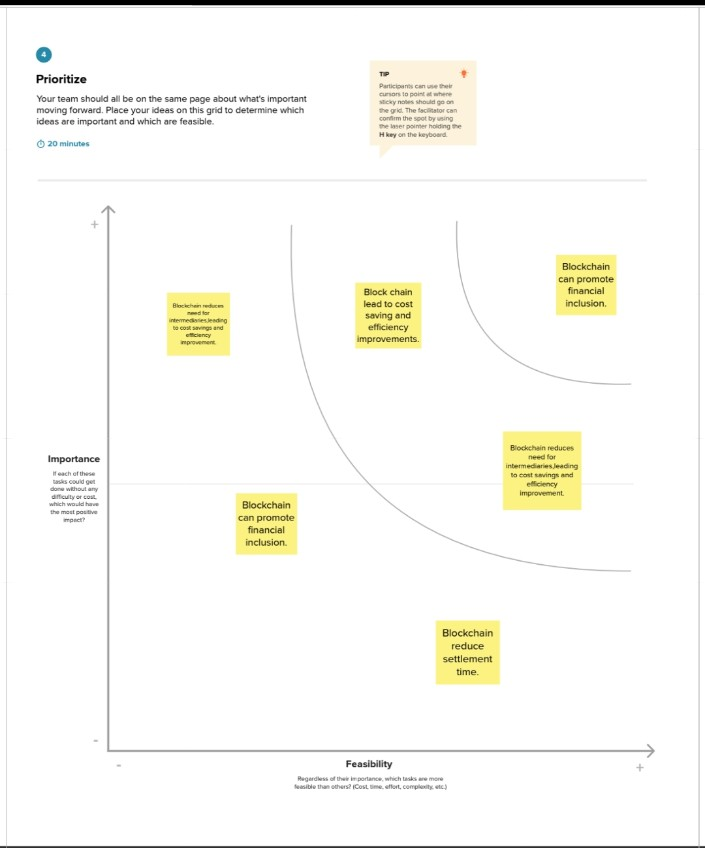 4
Prioritize
Your team should all be on the same page about what's important
moving forward. Place your ideas on this grid to determine which
ideas are important and which are feasible.
20 minutes
TIP
Participants can use their
cursors to point at where
sticky notes should go on
the grid. The facilitator can
confirm the spot by using
the laser pointer holding the
H key on the keyboard.
+
Blockchain reduces
need for
intermediaries,leading
to cost savings and
efficiency
improvement.
Block chain
lead to cost
saving and
efficiency
improvements.
Blockchain
can promote
financial
inclusion.
Importance
If each of these
tasks could get
done without any
difficulty or cost,
which would have
the most positive
impact?
Blockchain reduces
need for
intermediaries,leading
to cost savings and
efficiency
improvement.
Blockchain
can promote
financial
inclusion.
Blockchain
reduce
settlement
time.
-
-
Feasibility
+
Regardless of their importance, which tasks are more
feasible than others? (Cost, time, effort, complexity, etc.)